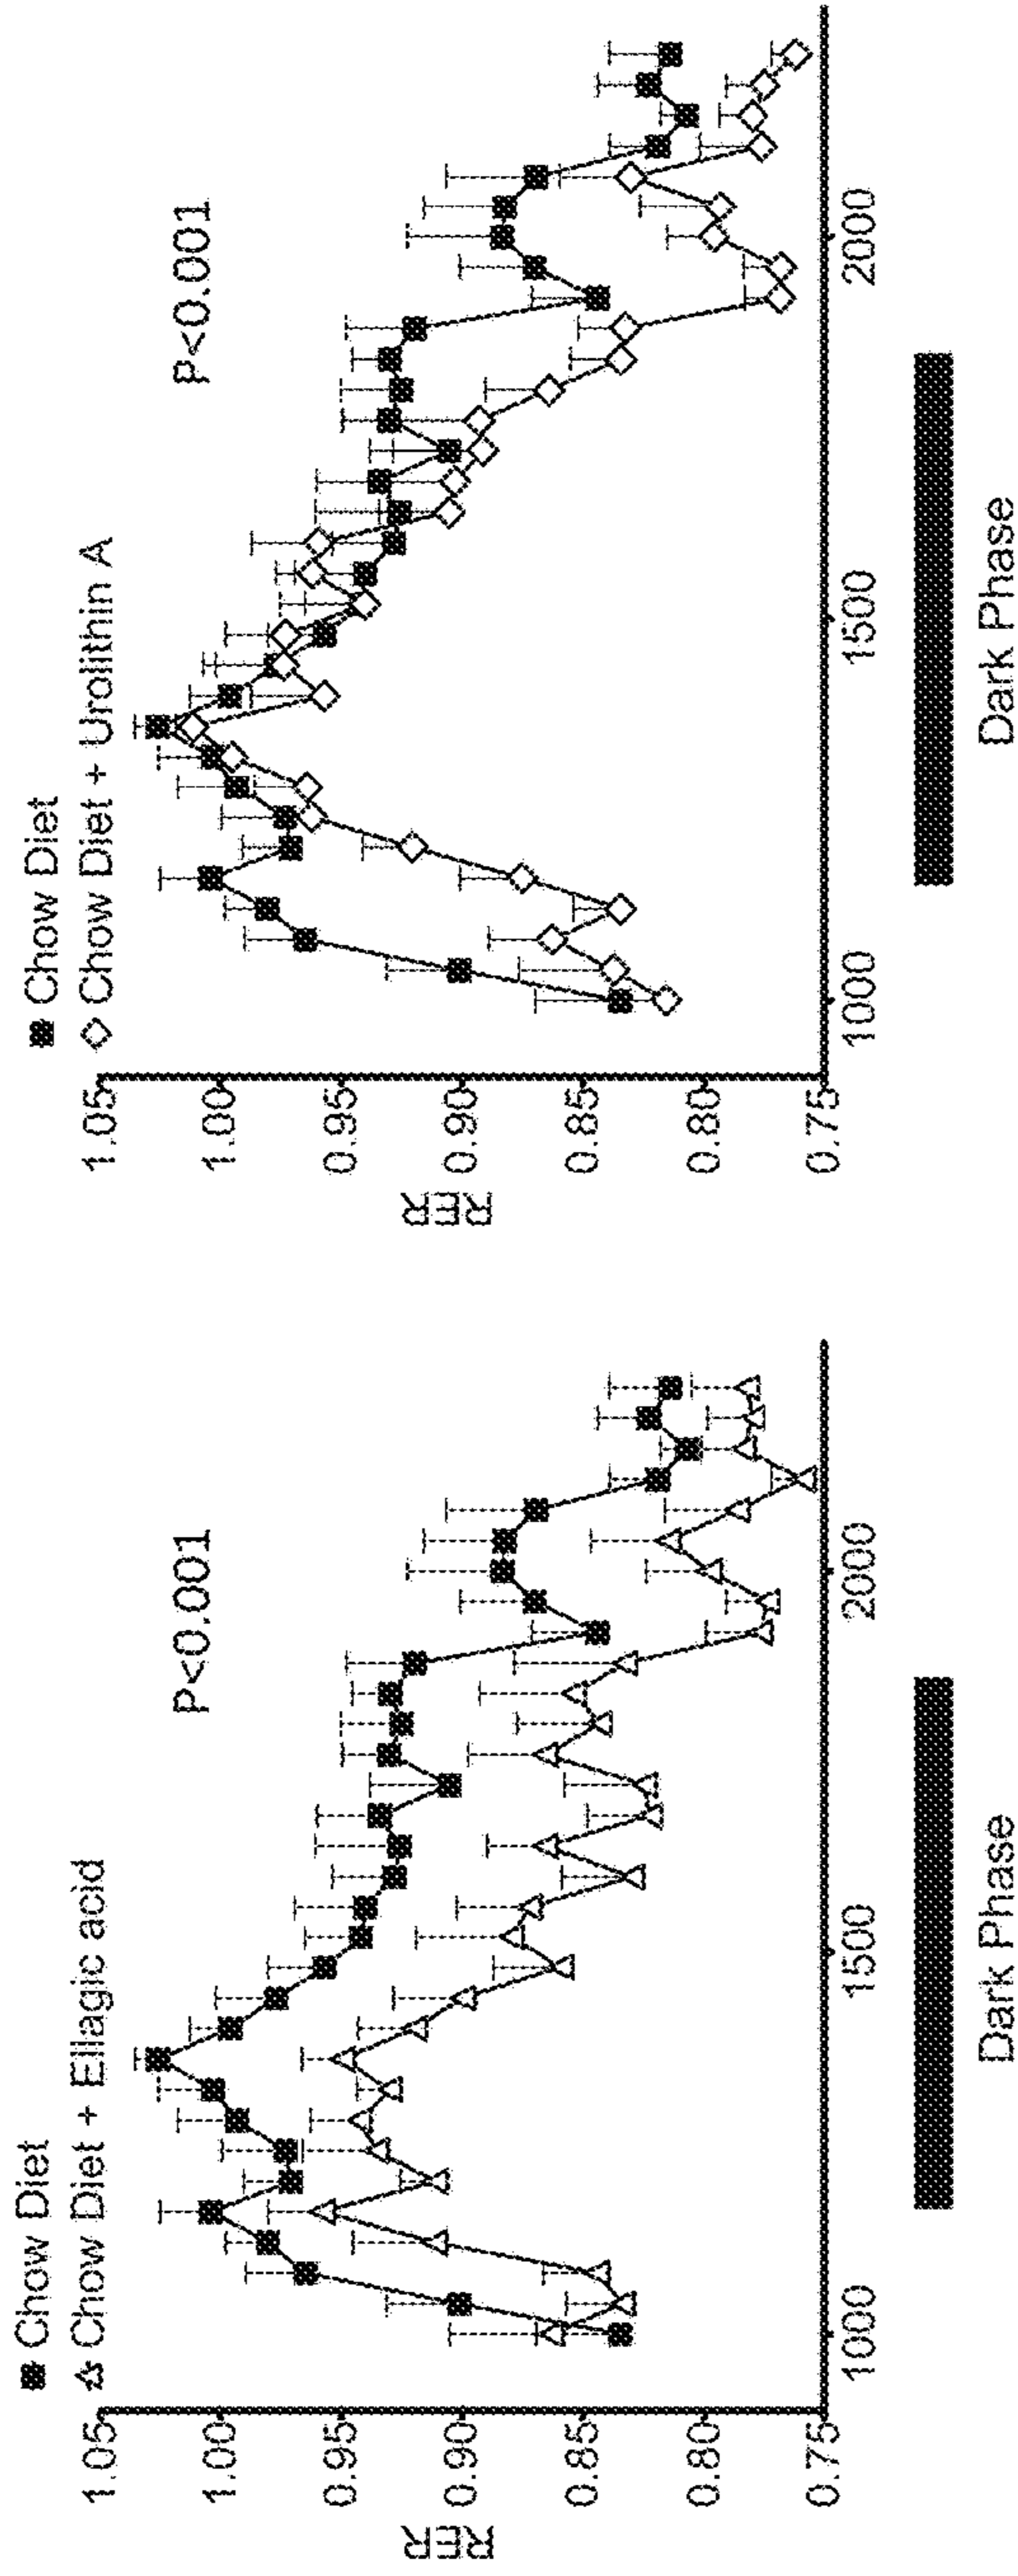 Chow Diet
Chow Diet + Ellagic acid
P<0.001
RER
1.05
1.00
0.95
0.90
0.85
0.80
0.75
1000
1500
2000
Dark Phase
Chow Diet
Chow Diet + Urolithin A
P<0.001
RER
1.05
1.00
0.95
0.90
0.85
0.80
0.75
1000
1500
2000
Dark Phase